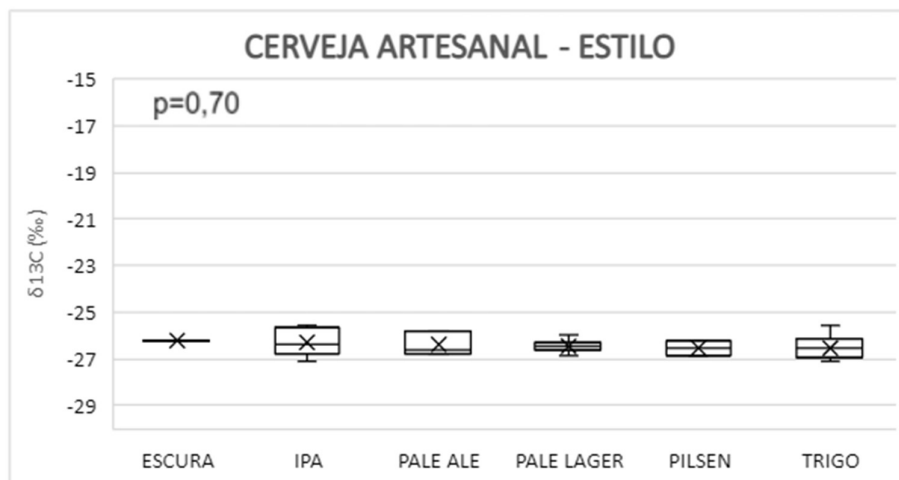 CERVEJA ARTESANAL - ESTILO
p=0,70
-15
-17
-19
-21
-23
-25
-27
-29
δ13C (‰)
ESCURA IPA PALE ALE PALE LAGER PILSEN TRIGO